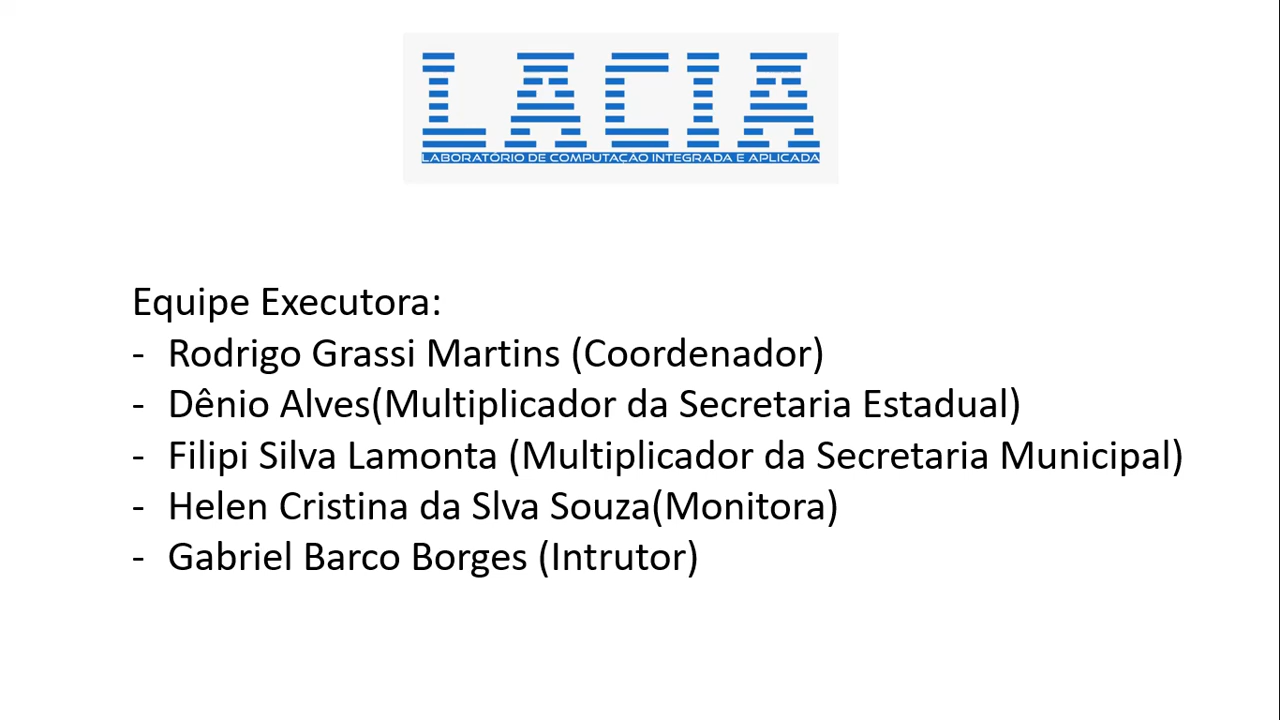 LACIA
LABORATÓRIO DE COMPUTAÇÃO INTEGRADA E APLICADA
Equipe Executora:
- Rodrigo Grassi Martins (Coordenador)
- Dênio Alves(Multiplicador da Secretaria Estadual)
- Filipi Silva Lamonta (Multiplicador da Secretaria Municipal)
- Helen Cristina da Slva Souza(Monitora)
- Gabriel Barco Borges (Intrutor)